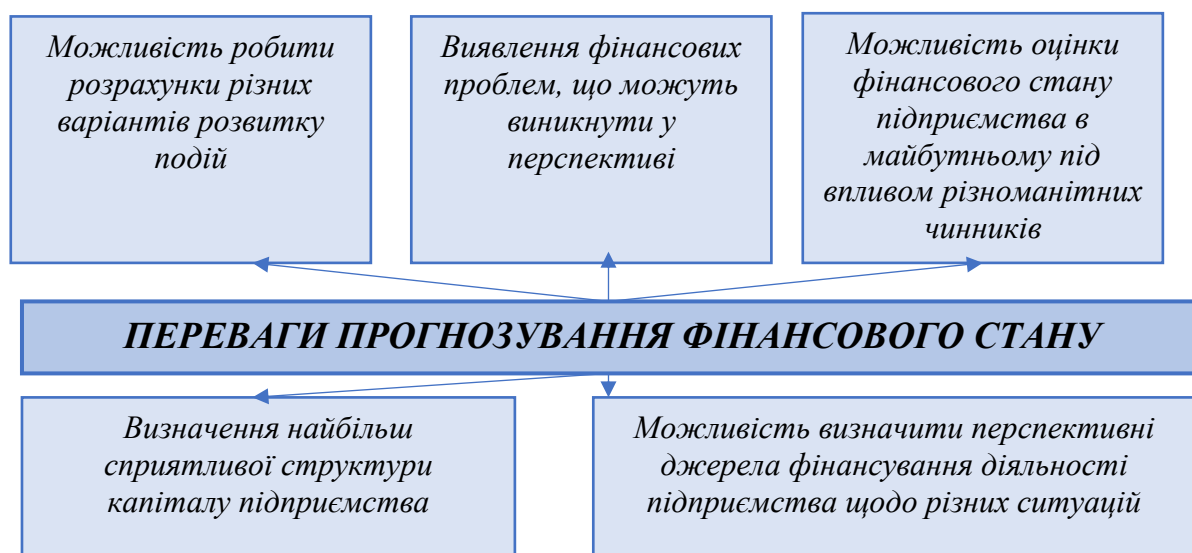 Можливість робити
розрахунки різних
варіантів розвитку
подій
Виявлення фінансових
проблем, що можуть
виникнути у
перспективі
Можливість оцінки
фінансового стану
підприємства в
майбутньому під
впливом різноманітних
чинників
ПЕРЕВАГИ ПРОГНОЗУВАННЯ ФІНАНСОВОГО СТАНУ
Визначення найбільш
сприятливої структури
капіталу підприємства
Можливість визначити перспективні
джерела фінансування діяльності
підприємства щодо різних ситуацій